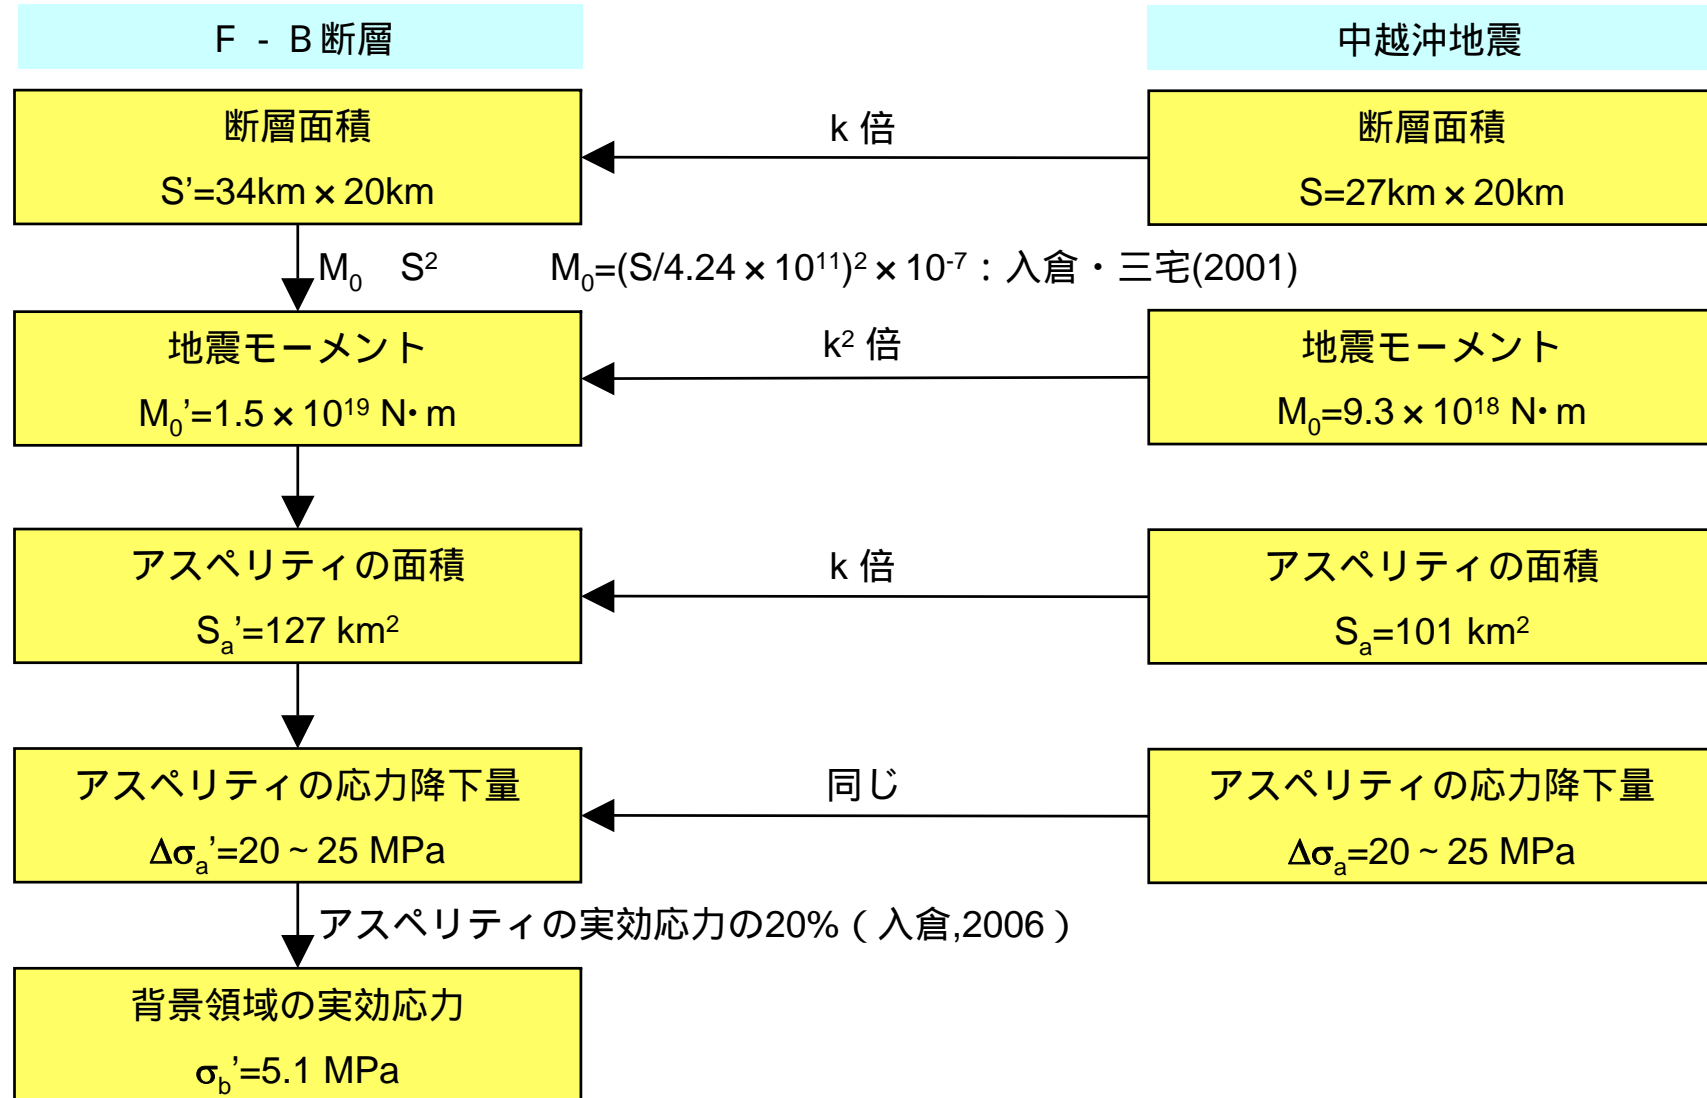 F - B断層
中越沖地震
断層面積
S’=34km×20km
k 倍
断層面積
S=27km×20km
M₀ S² M₀=(S/4.24×10¹¹)²×10⁻⁷：入倉・三宅(2001)
地震モーメント
M₀’=1.5×10¹⁹ N・m
k² 倍
地震モーメント
M₀=9.3×10¹⁸ N・m
アスペリティの面積
Sₐ’=127 km²
k 倍
アスペリティの面積
Sₐ=101 km²
アスペリティの応力降下量
Δσₐ’=20～25 MPa
同じ
アスペリティの応力降下量
Δσₐ=20～25 MPa
アスペリティの実効応力の20%（入倉,2006）
背景領域の実効応力
σb’=5.1 MPa